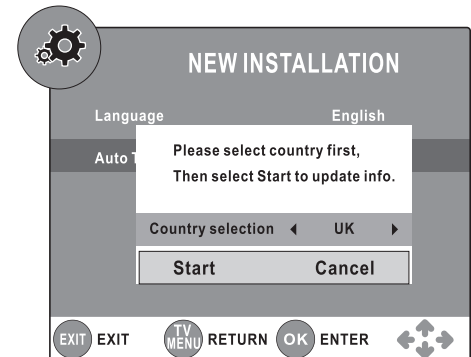 NEW INSTALLATION
Language English
Auto T
Please select country first,
Then select Start to update info.
Country selection UK
Start Cancel
EXIT EXIT TV MENU RETURN OK ENTER